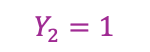 Y₂ = 1